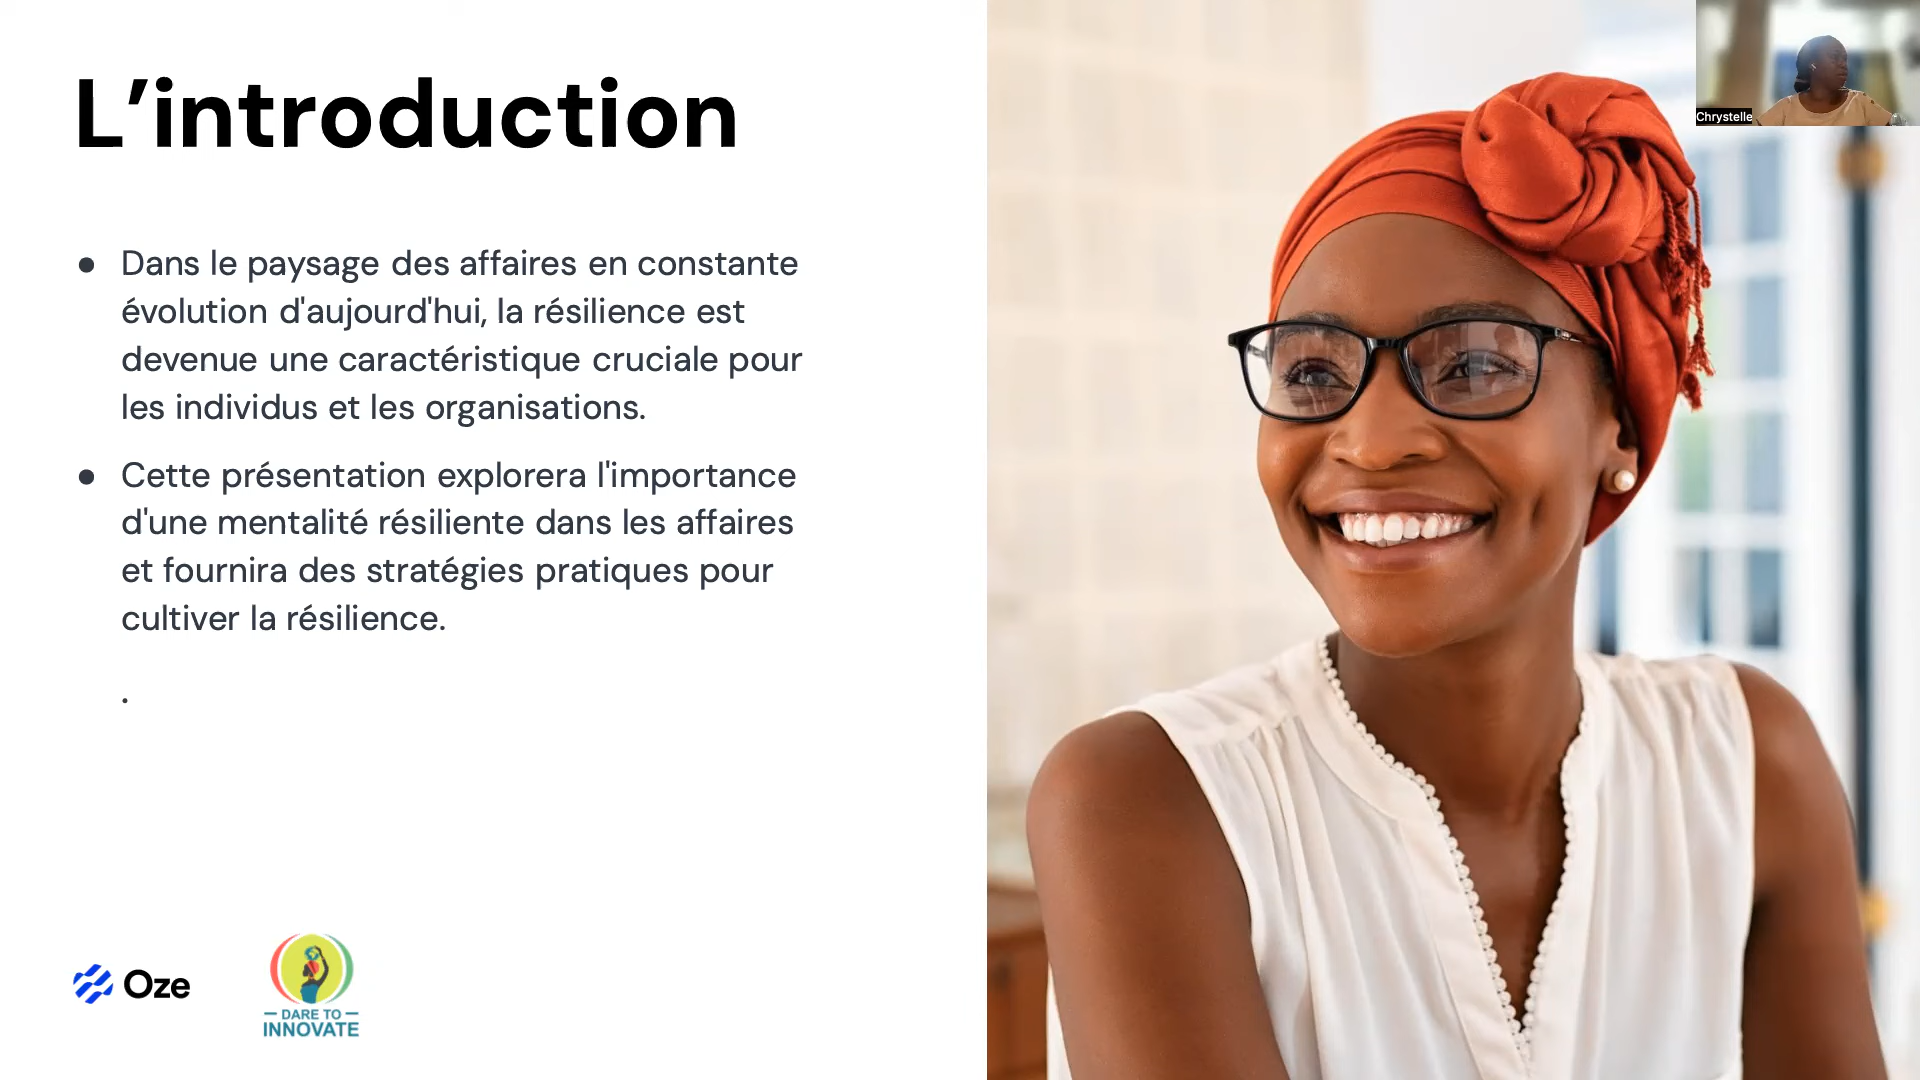 L’introduction
● Dans le paysage des affaires en constante
évolution d'aujourd'hui, la résilience est
devenue une caractéristique cruciale pour
les individus et les organisations.
● Cette présentation explorera l'importance
d'une mentalité résiliente dans les affaires
et fournira des stratégies pratiques pour
cultiver la résilience.
.
Oze
DARE TO
INNOVATE
Chrystelle